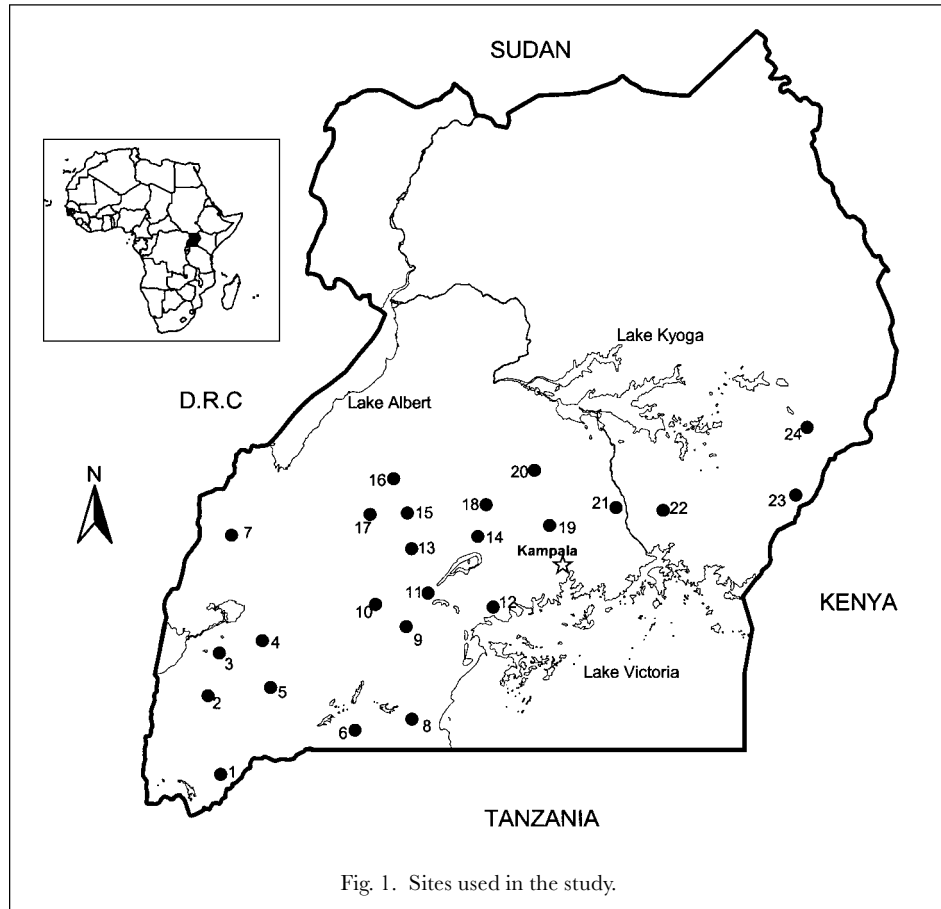 SUDAN
Lake Kyoga
D.R.C
Lake Albert
N
24
16
20
23
18
21
22
17
15
7
19
14
13
Kampala
11
10
12
KENYA
9
4
3
Lake Victoria
5
2
8
6
1
TANZANIA
Fig. 1. Sites used in the study.